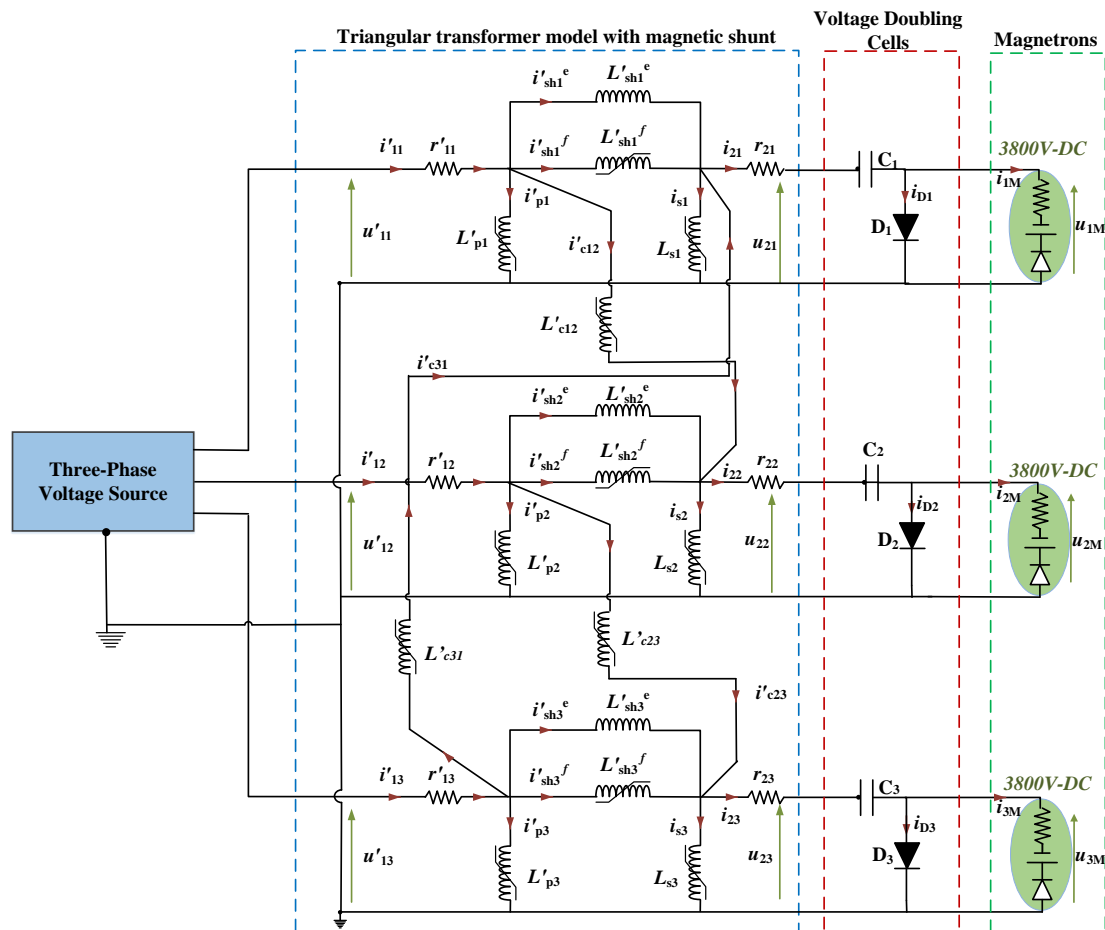 Voltage Doubling
Cells
Triangular transformer model with magnetic shunt
Magnetrons
i'sh1e
L'sh1e
i'11
r'11
i'sh1f
L'sh1f
i21
r21
C1
3800V-DC
i1M
i'p1
is1
iD1
u'11
L'p1
i'c12
Ls1
u21
D1
u1M
L'c12
i'c31
i'sh2e
L'sh2e
Three-Phase
Voltage Source
i'12
r'12
i'sh2f
L'sh2f
i22
r22
C2
3800V-DC
i2M
i'p2
is2
iD2
u'12
L'p2
Ls2
u22
D2
u2M
L'c31
L'c23
i'c23
i'sh3e
L'sh3e
i'13
r'13
i'sh3f
L'sh3f
i23
r23
C3
3800V-DC
i3M
i'p3
is3
iD3
u'13
L'p3
Ls3
u23
D3
u3M